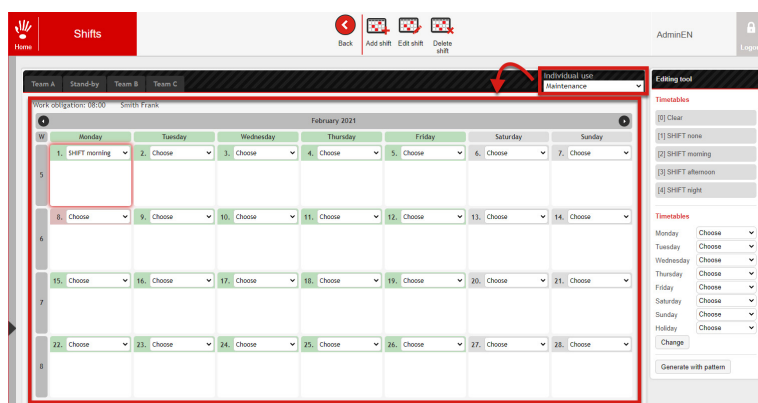 Home
Shifts
Back
Add shift
Edit shift
Delete shift
AdminEN
Team A
Stand-by
Team B
Team C
Individual use
Maintenance
Work obligation: 08:00 Smith Frank
February 2021
W Monday Tuesday Wednesday Thursday Friday Saturday Sunday
5
1. SHIFT morning 2. Choose 3. Choose 4. Choose 5. Choose 6. Choose 7. Choose
6
8. Choose 9. Choose 10. Choose 11. Choose 12. Choose 13. Choose 14. Choose
7
15. Choose 16. Choose 17. Choose 18. Choose 19. Choose 20. Choose 21. Choose
8
22. Choose 23. Choose 24. Choose 25. Choose 26. Choose 27. Choose 28. Choose
Editing tool
Timetables
[0] Clear
[1] SHIFT none
[2] SHIFT morning
[3] SHIFT afternoon
[4] SHIFT night
Timetables
Monday Choose
Tuesday Choose
Wednesday Choose
Thursday Choose
Friday Choose
Saturday Choose
Sunday Choose
Holiday Choose
Change
Generate with pattern